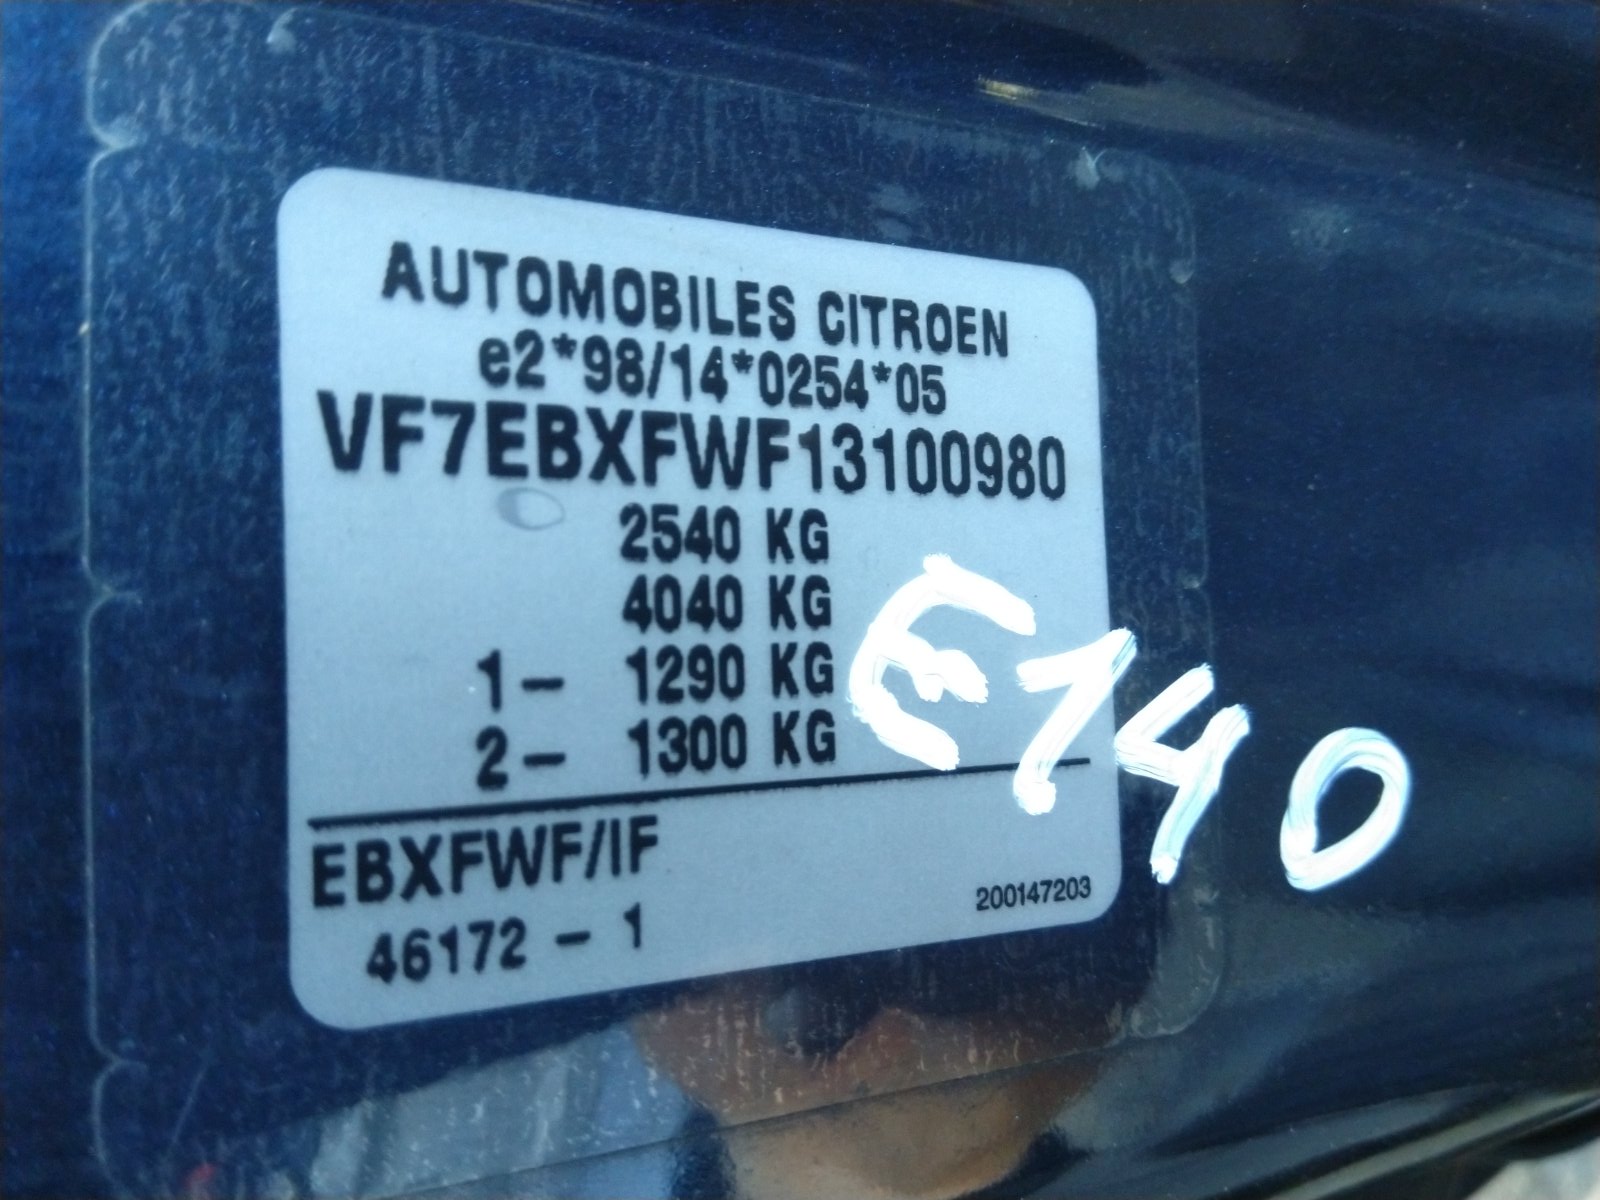 AUTOMOBILES CITROEN
e2*98/14*0254*05
VF7EBXFWF13100980
2540 KG
4040 KG
1- 1290 KG
2- 1300 KG
E140
EBXFWF/IF
46172 - 1
200147203